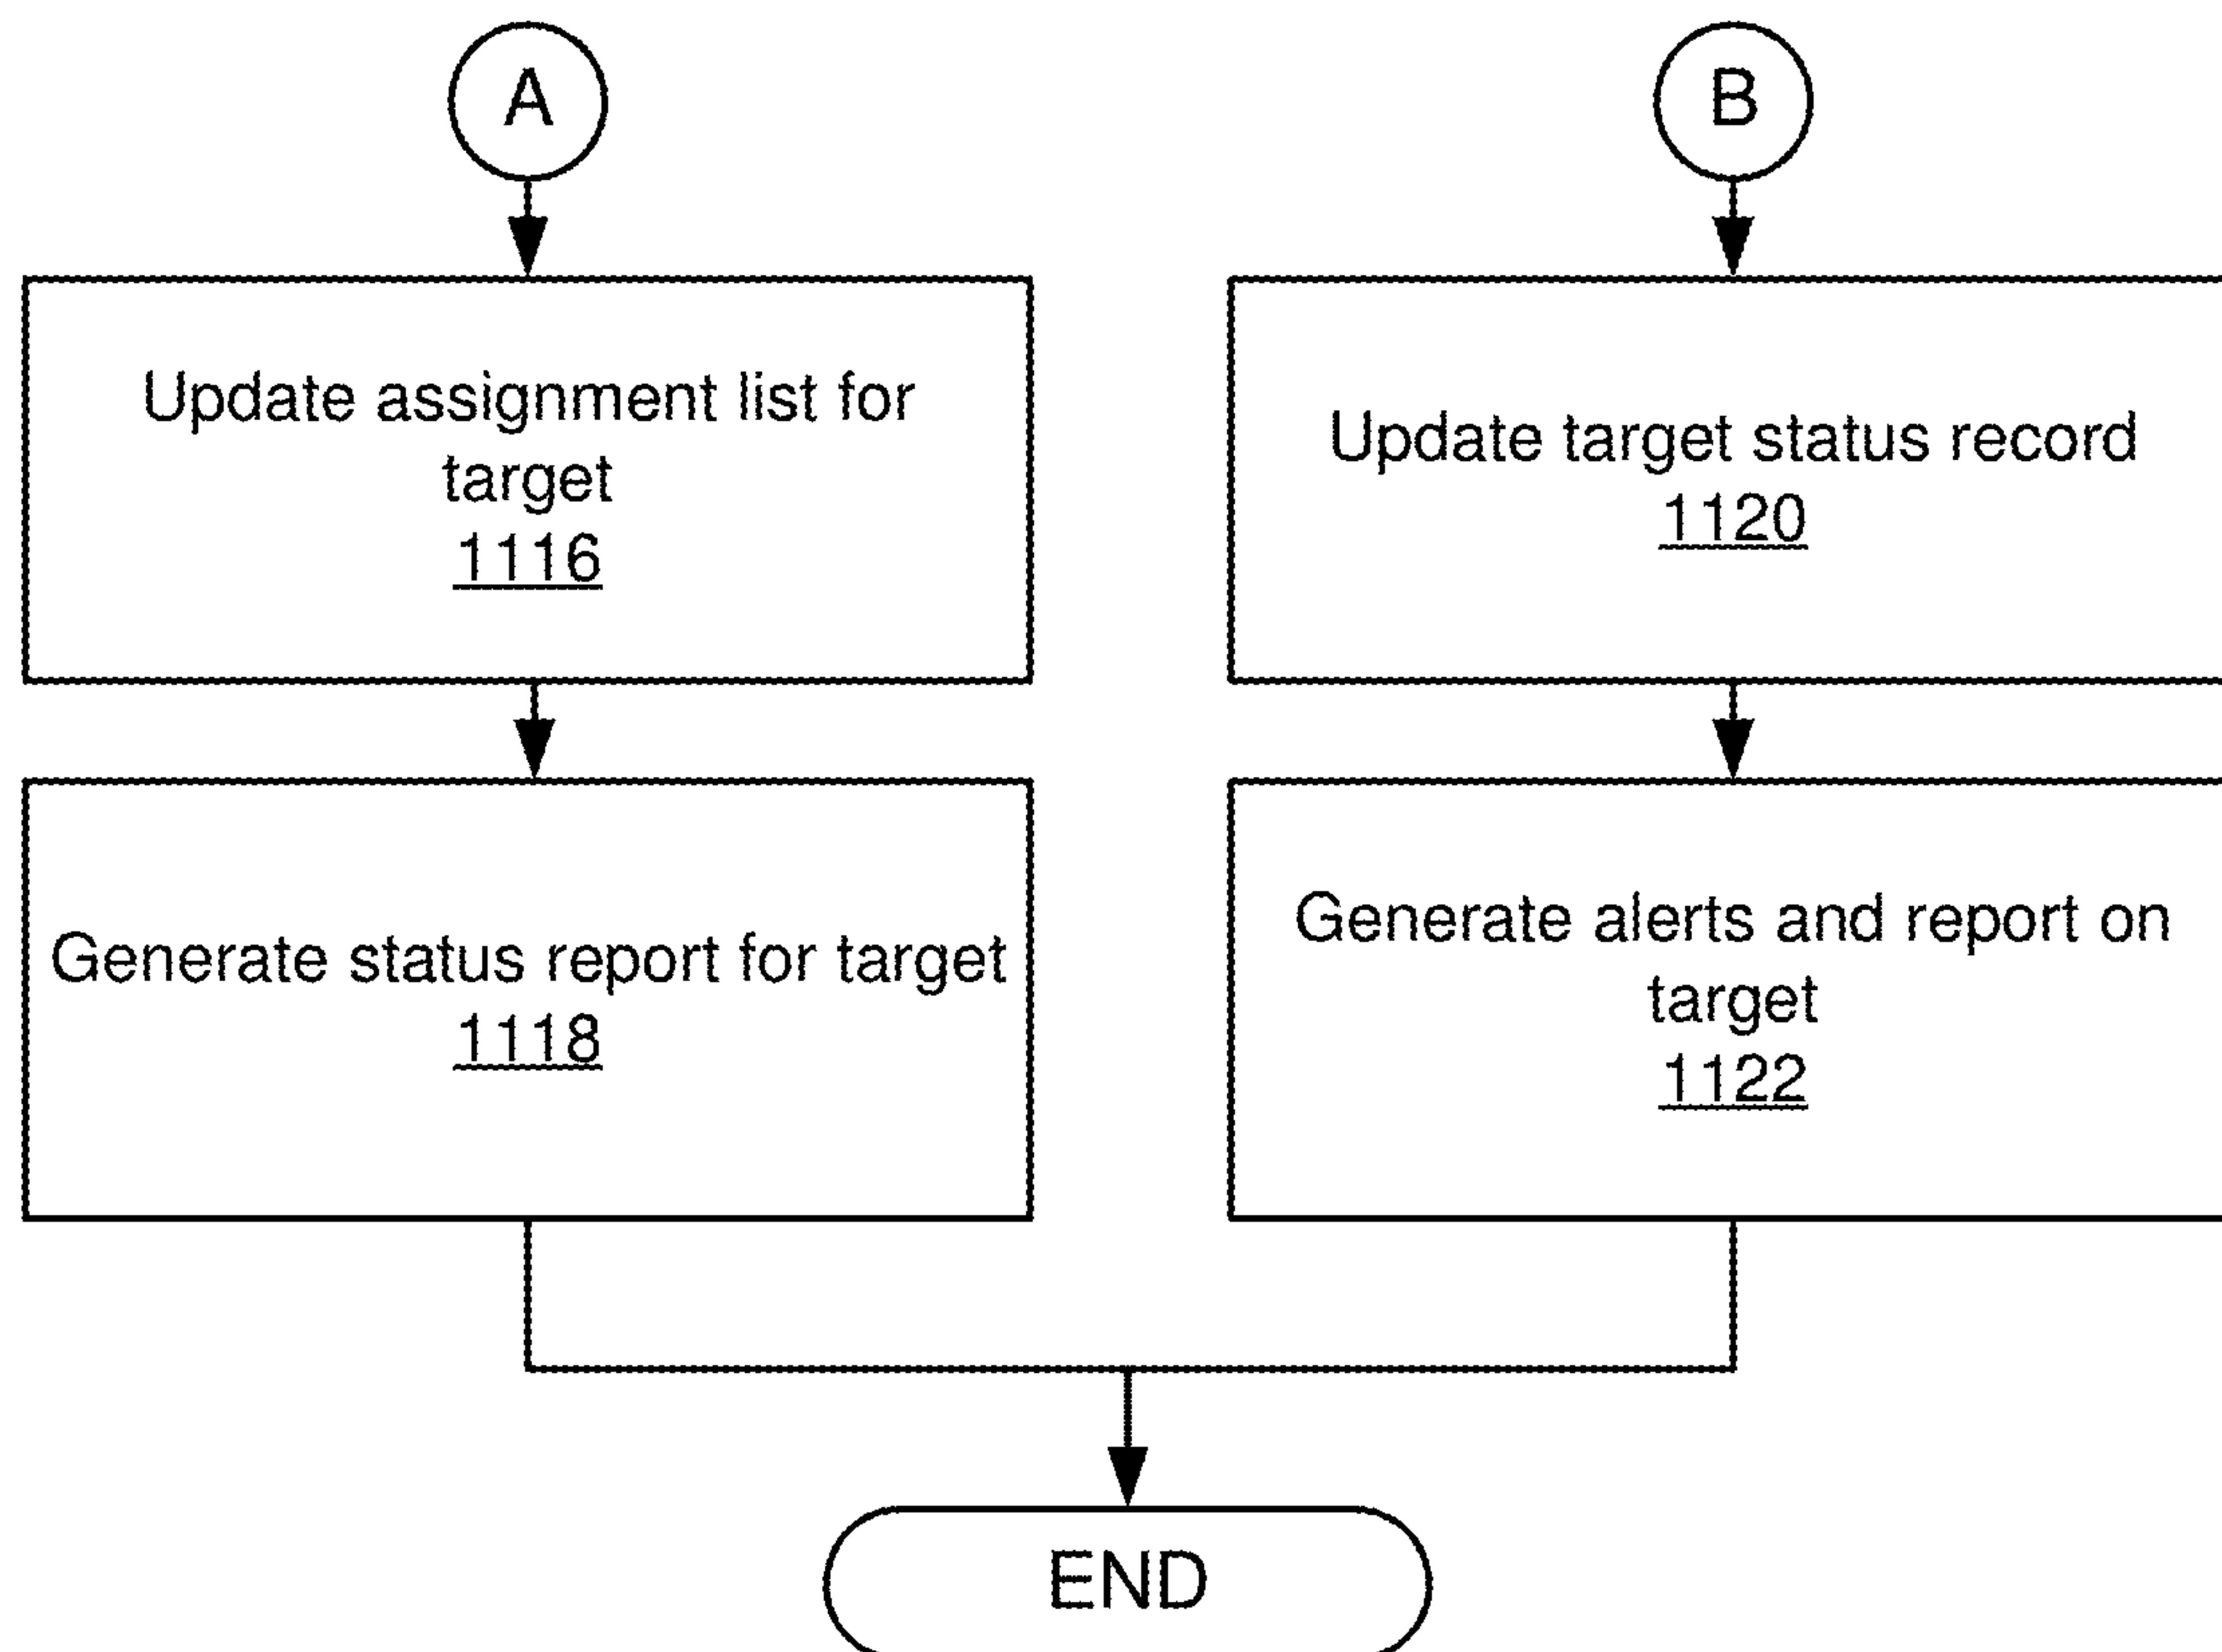 A
B
Update assignment list for
target
1116
Update target status record
1120
Generate status report for target
1118
Generate alerts and report on
target
1122
END